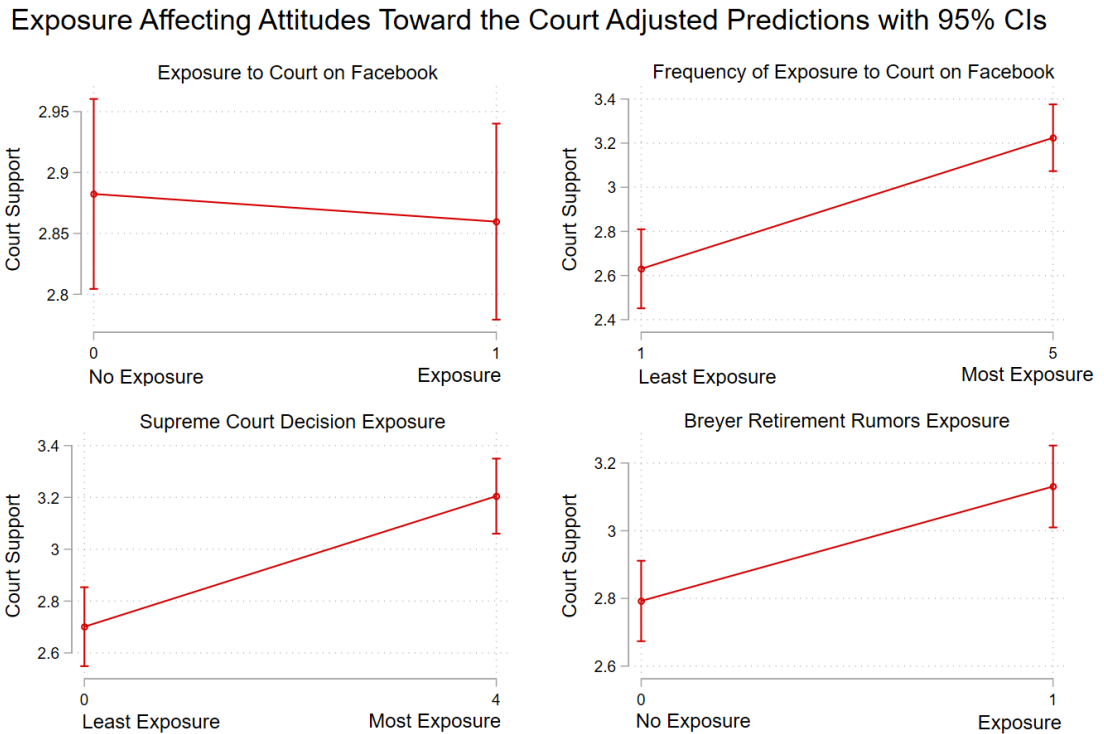 Exposure Affecting Attitudes Toward the Court Adjusted Predictions with 95% CIs
Exposure to Court on Facebook
Court Support
2.95
2.9
2.85
2.8
0
1
No Exposure
Exposure
Frequency of Exposure to Court on Facebook
Court Support
3.4
3.2
3
2.8
2.6
2.4
1
5
Least Exposure
Most Exposure
Supreme Court Decision Exposure
Court Support
3.4
3.2
3
2.8
2.6
0
4
Least Exposure
Most Exposure
Breyer Retirement Rumors Exposure
Court Support
3.2
3
2.8
2.6
0
1
No Exposure
Exposure